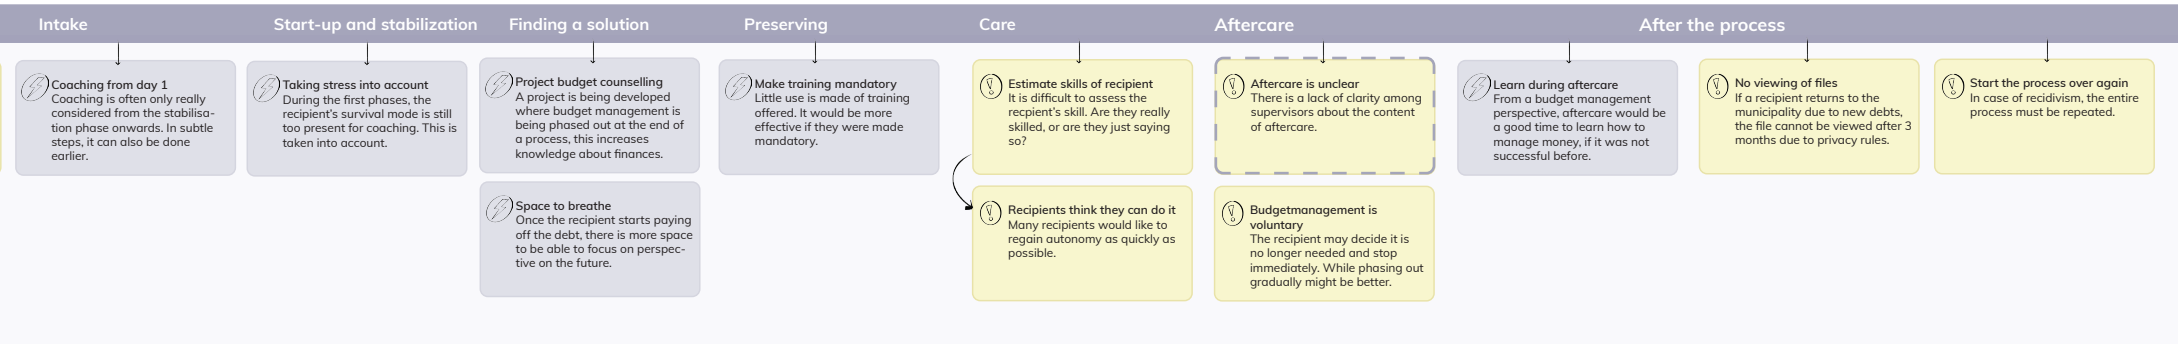 Intake
Start-up and stabilization
Finding a solution
Preserving
Care
Aftercare
After the process
Coaching from day 1
Coaching is often only really
considered from the stabilisa-
tion phase onwards. In subtle
steps, it can also be done
earlier.
Taking stress into account
During the first phases, the
recipient's survival mode is still
too present for coaching. This is
taken into account.
Project budget counselling
A project is being developed
where budget management is
being phased out at the end of
a process, this increases
knowledge about finances.
Space to breathe
Once the recipient starts paying
off the debt, there is more space
to be able to focus on perspec-
tive on the future.
Make training mandatory
Little use is made of training
offered. It would be more
effective if they were made
mandatory.
Estimate skills of recipient
It is difficult to assess the
recpient's skill. Are they really
skilled, or are they just saying
so?
Recipients think they can do it
Many recipients would like to
regain autonomy as quickly as
possible.
Aftercare is unclear
There is a lack of clarity among
supervisors about the content
of aftercare.
Budgetmanagement is
voluntary
The recipient may decide it is
no longer needed and stop
immediately. While phasing out
gradually might be better.
Learn during aftercare
From a budget management
perspective, aftercare would be
a good time to learn how to
manage money, if it was not
successful before.
No viewing of files
If a recipient returns to the
municipality due to new debts,
the file cannot be viewed after 3
months due to privacy rules.
Start the process over again
In case of recidivism, the entire
process must be repeated.